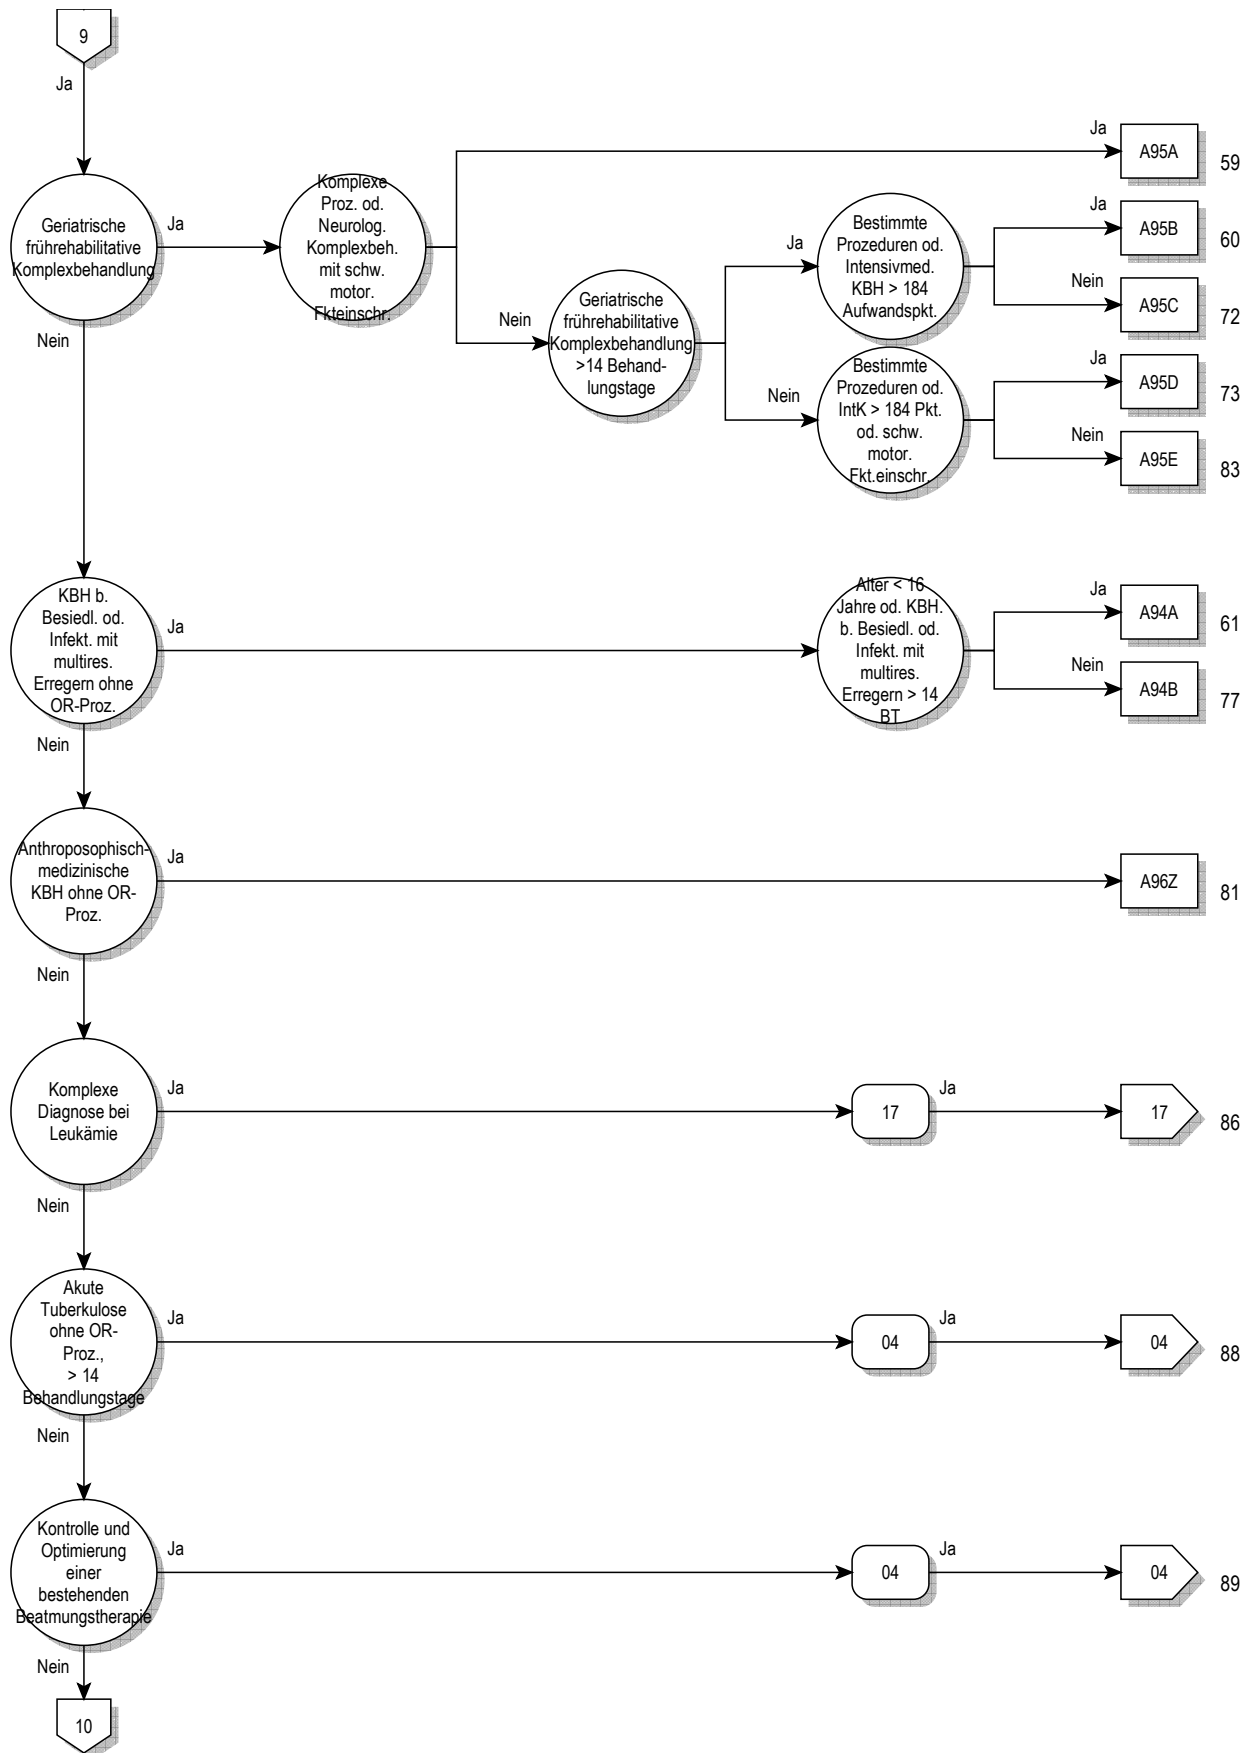 9
Ja
Geriatrische
frührehabilitative
Komplexbehandlung
Ja
Komplexe
Proz. od.
Neurolog.
Komplexbeh.
mit schw.
motor.
Fkteinschr.
Ja
A95A
59
Nein
Geriatrische
frührehabilitative
Komplexbehandlung
>14 Behand-
lungstage
Ja
Bestimmte
Prozeduren od.
Intensivmed.
KBH > 184
Aufwandspkt.
Ja
A95B
60
Nein
A95C
72
Nein
Bestimmte
Prozeduren od.
IntK > 184 Pkt.
od. schw.
motor.
Fkt.einschr.
Ja
A95D
73
Nein
A95E
83
Nein
KBH b.
Besiedl. od.
Infekt. mit
multires.
Erregern ohne
OR-Proz.
Ja
Alter < 16
Jahre od. KBH.
b. Besiedl. od.
Infekt. mit
multires.
Erregern > 14
BT
Ja
A94A
61
Nein
A94B
77
Nein
Anthroposophisch-
medizinische
KBH ohne OR-
Proz.
Ja
A96Z
81
Nein
Komplexe
Diagnose bei
Leukämie
Ja
17
Ja
17
86
Nein
Akute
Tuberkulose
ohne OR-
Proz.,
> 14
Behandlungstage
Ja
04
Ja
04
88
Nein
Kontrolle und
Optimierung
einer
bestehenden
Beatmungstherapie
Ja
04
Ja
04
89
Nein
10